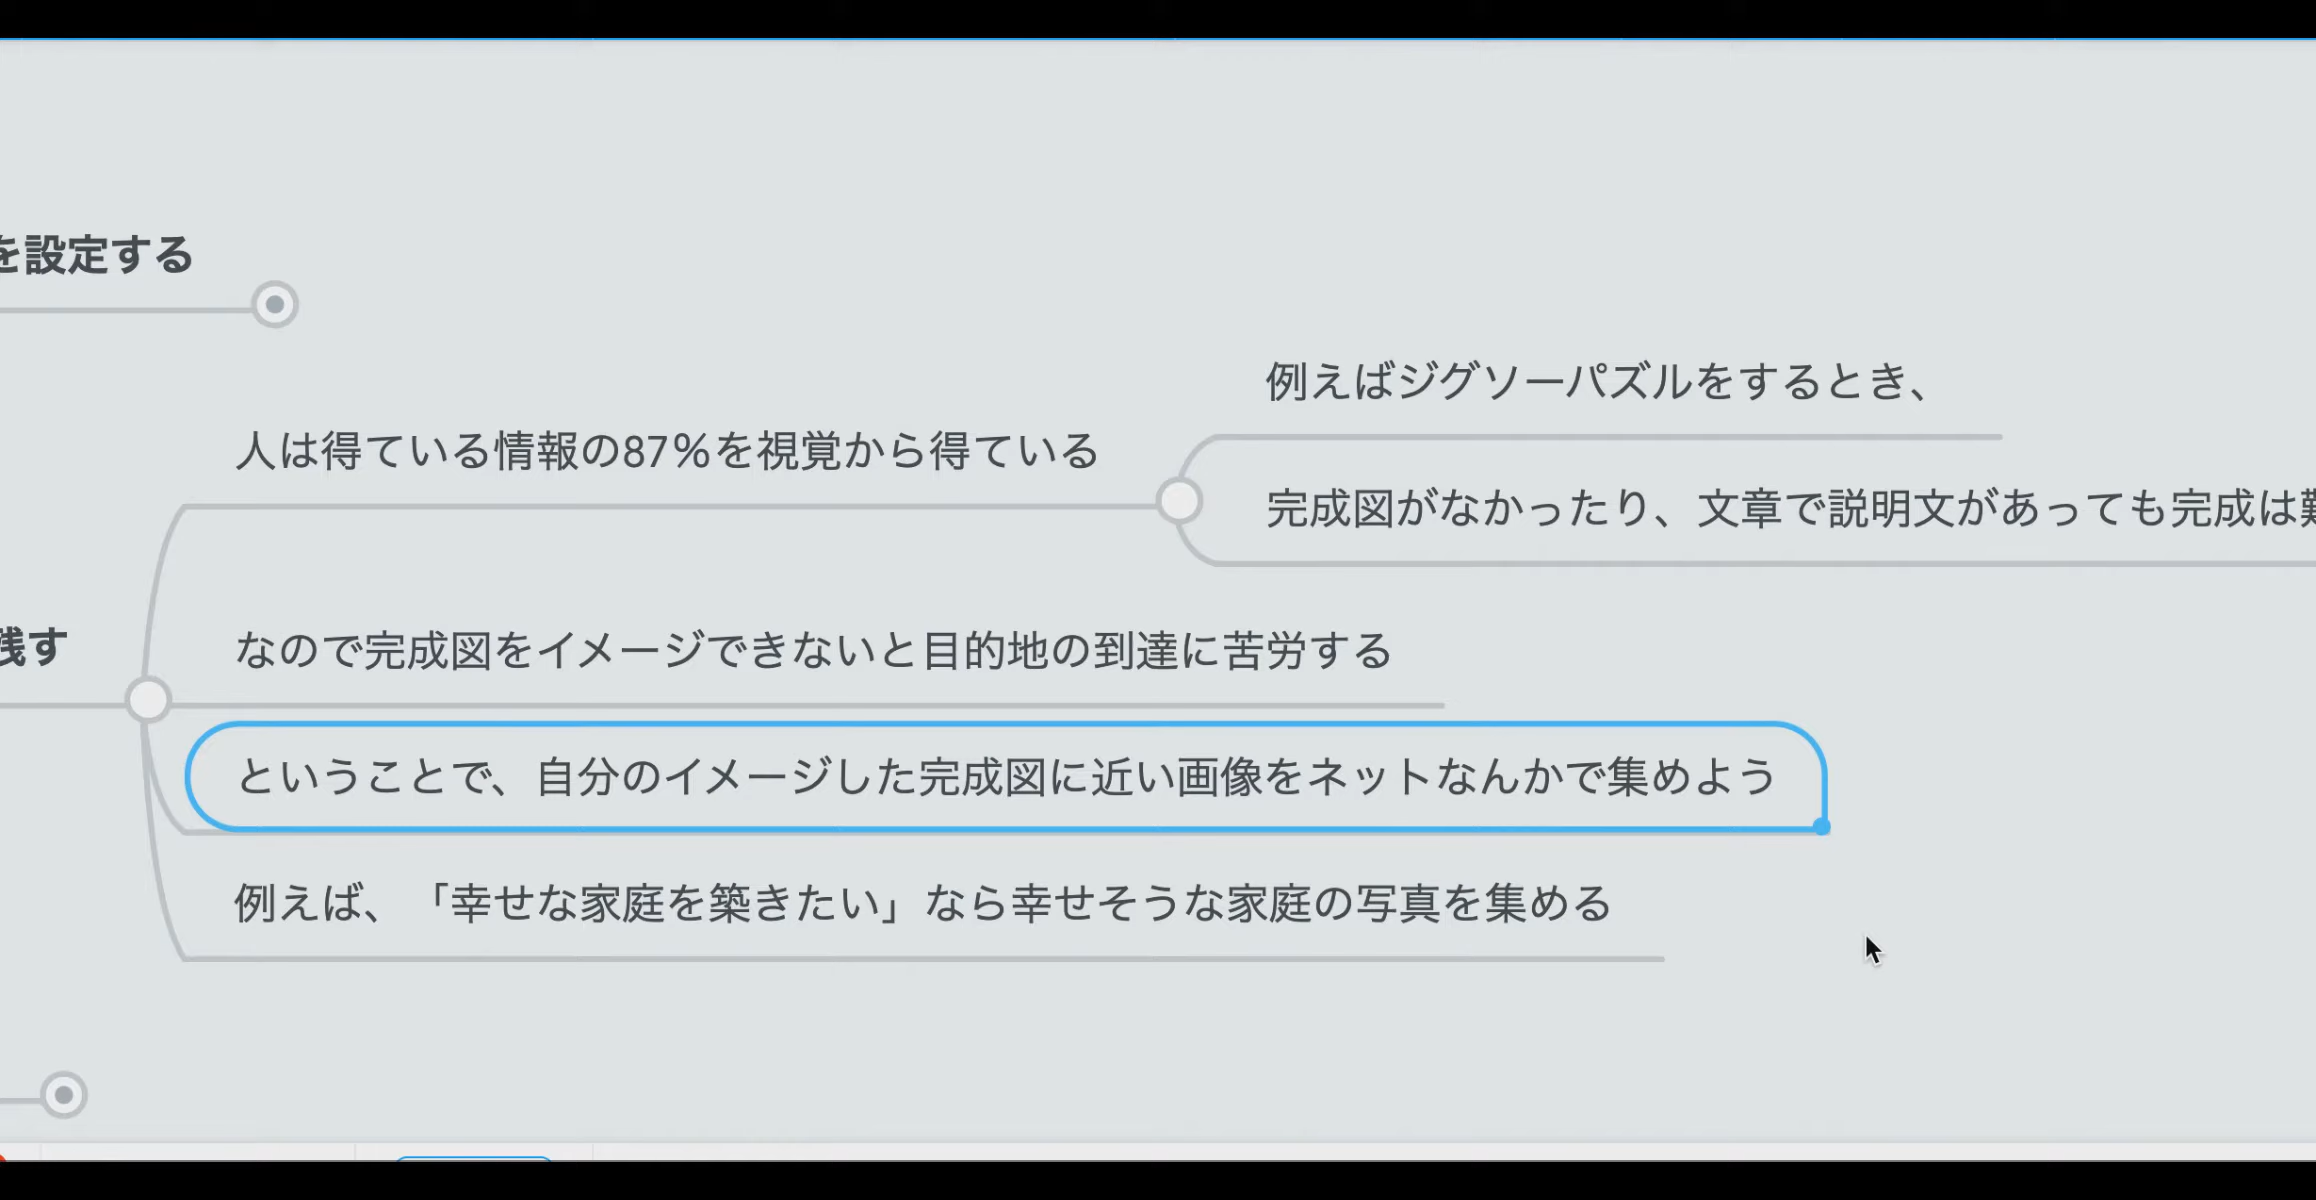 を設定する
人は得ている情報の87%を視覚から得ている
例えばジグソーパズルをするとき、
完成図がなかったり、文章で説明文があっても完成は
残す
なので完成図をイメージできないと目的地の到達に苦労する
ということで、自分のイメージした完成図に近い画像をネットなんかで集めよう
例えば、「幸せな家庭を築きたい」なら幸せそうな家庭の写真を集める